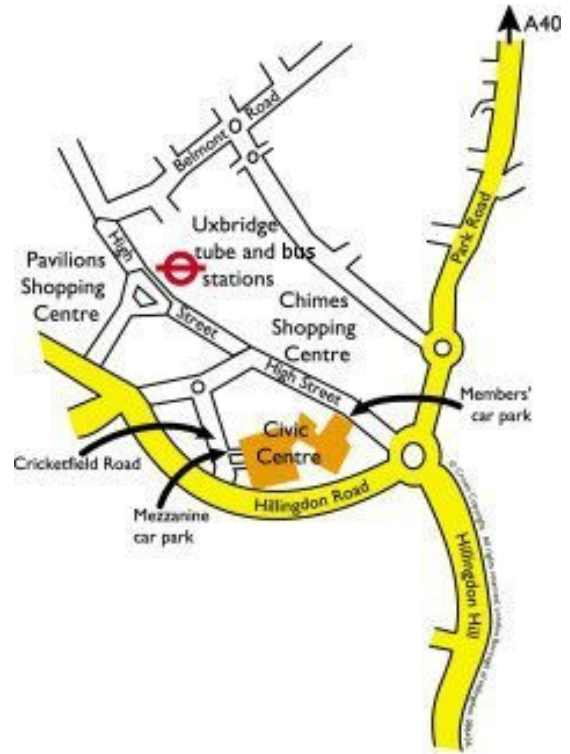 A40
Belmont Road
Park Road
High
Street
Uxbridge
tube and bus
stations
Pavilions
Shopping
Centre
Chimes
Shopping
Centre
High Street
Members'
car park
Civic
Centre
Cricketfield Road
Mezzanine
car park
Hillingdon Road
Hillingdon Hill